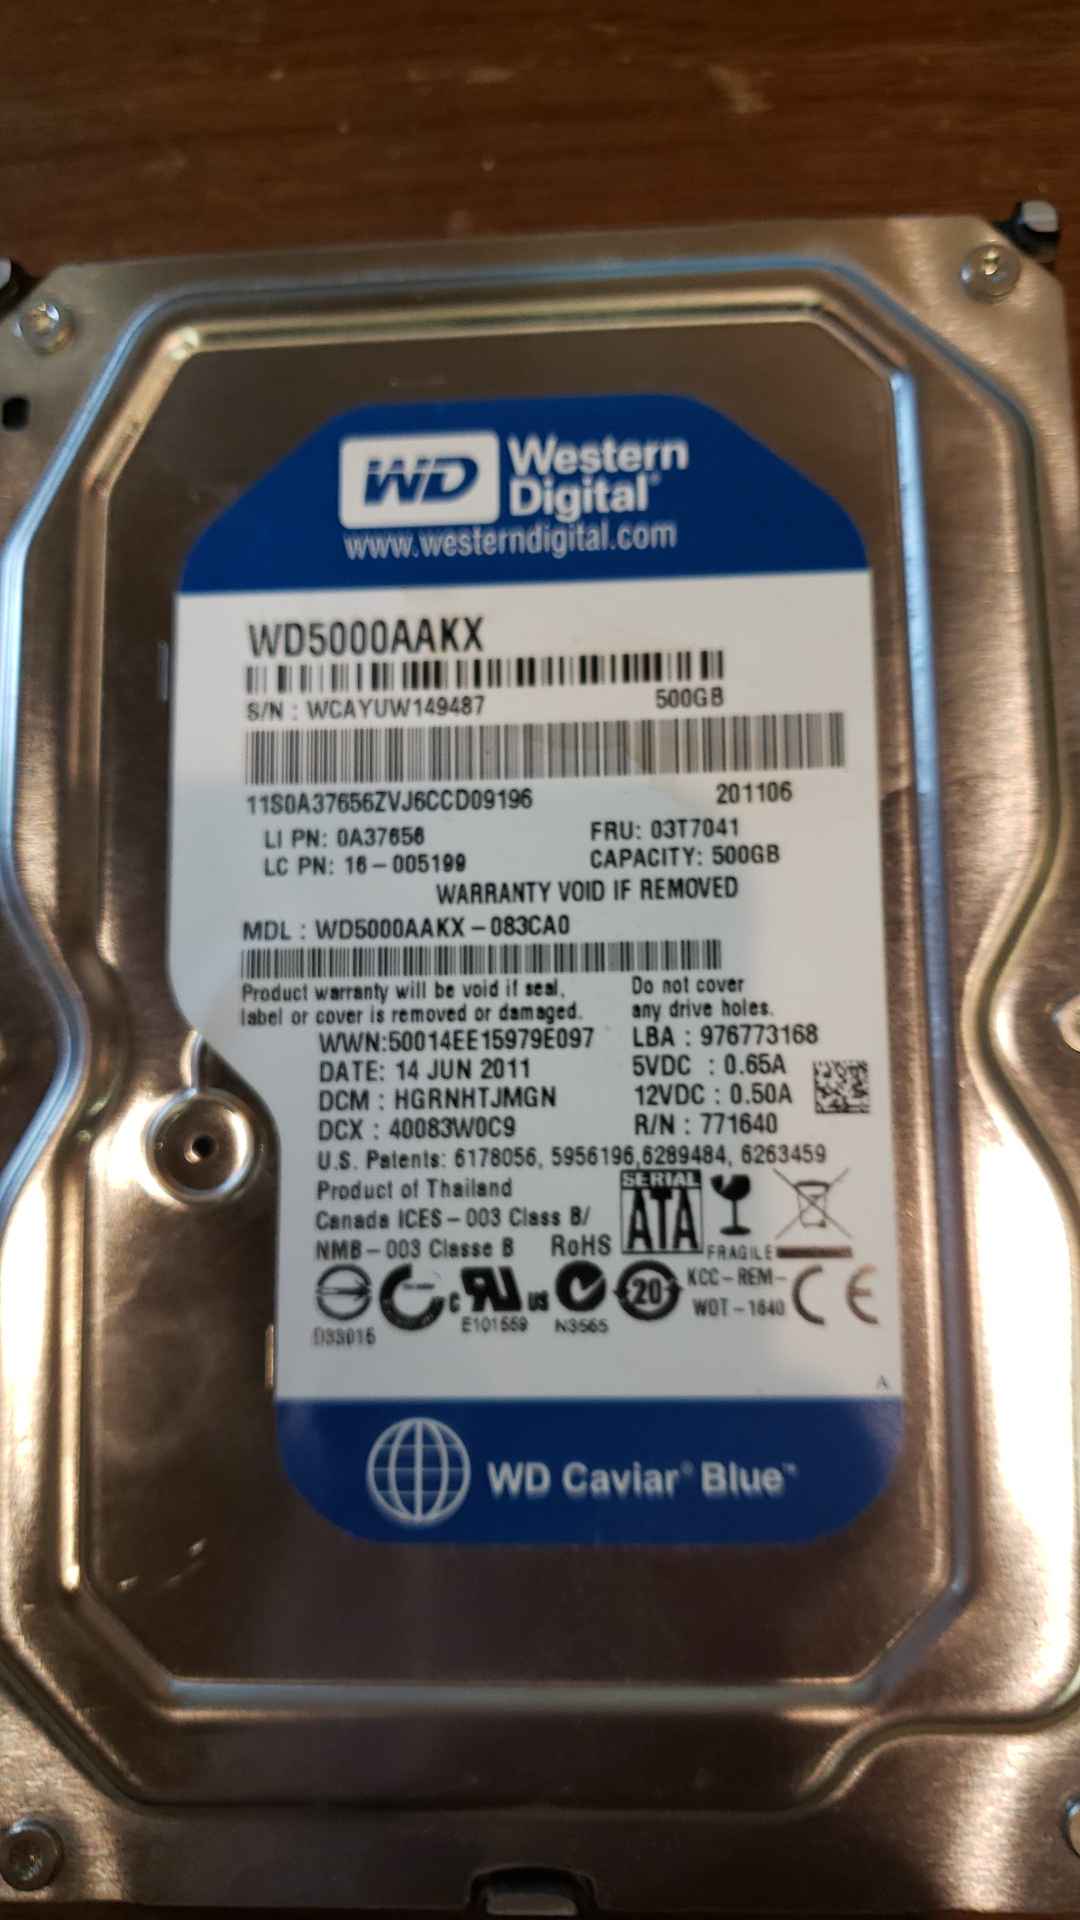 WD Western
Digital®
www.westerndigital.com
WD5000AAKX
S/N : WCAYUW149487 500GB
11S0A37656ZVJ6CCD09196 201106
LI PN: 0A37656 FRU: 03T7041
LC PN: 16-005199 CAPACITY: 500GB
WARRANTY VOID IF REMOVED
MDL : WD5000AAKX-083CA0
Product warranty will be void if seal, Do not cover
label or cover is removed or damaged. any drive holes.
WWN:50014EE15979E097 LBA : 976773168
DATE: 14 JUN 2011 5VDC : 0.65A
DCM : HGRNHTJMGN 12VDC : 0.50A
DCX : 40083W0C9 R/N : 771640
U.S. Patents: 6178056, 5956196,6289484, 6263459
Product of Thailand SERIAL
Canada ICES-003 Class B/ ATA
NMB-003 Classe B RoHS FRAGILE
C UR US 20 KCC-REM- CE
D33015 E101559 N3565 WDT-1640
A
WD Caviar® Blue™